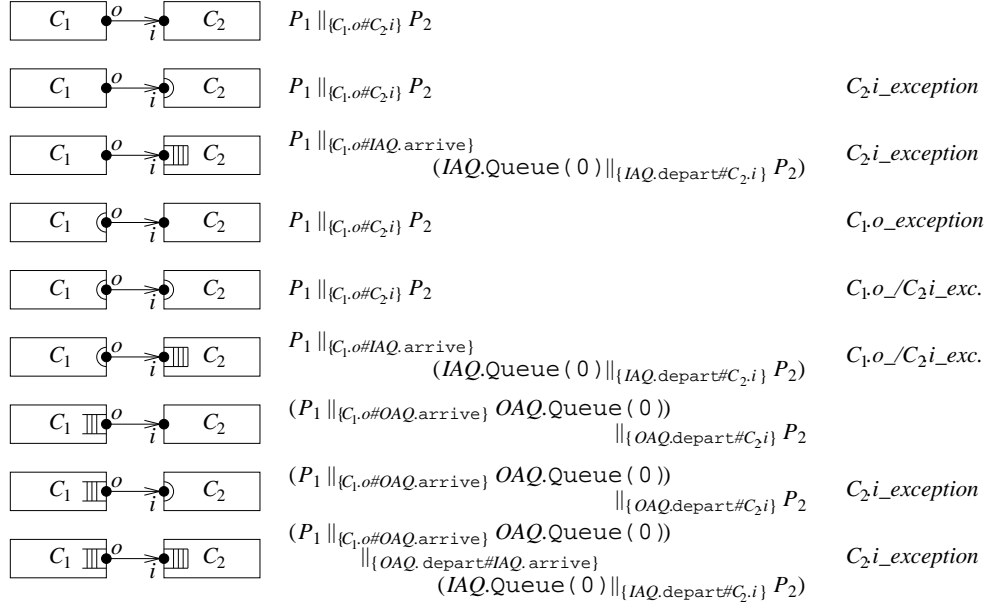 C₁ o i C₂ P₁ ||{C₁.o#C₂.i} P₂
C₁ o i C₂ P₁ ||{C₁.o#C₂.i} P₂ C₂.i_exception
C₁ o i C₂ P₁ ||{C₁.o#IAQ.arrive}
(IAQ.Queue(0)||{IAQ.depart#C₂.i} P₂) C₂.i_exception
C₁ o i C₂ P₁ ||{C₁.o#C₂.i} P₂ C₁.o_exception
C₁ o i C₂ P₁ ||{C₁.o#C₂.i} P₂ C₁.o_/C₂.i_exc.
C₁ o i C₂ P₁ ||{C₁.o#IAQ.arrive}
(IAQ.Queue(0)||{IAQ.depart#C₂.i} P₂) C₁.o_/C₂.i_exc.
C₁ o i C₂ (P₁ ||{C₁.o#OAQ.arrive} OAQ.Queue(0))
||{OAQ.depart#C₂.i} P₂
C₁ o i C₂ (P₁ ||{C₁.o#OAQ.arrive} OAQ.Queue(0))
||{OAQ.depart#C₂.i} P₂ C₂.i_exception
C₁ o i C₂ (P₁ ||{C₁.o#OAQ.arrive} OAQ.Queue(0))
||{OAQ.depart#IAQ.arrive} C₂.i_exception
(IAQ.Queue(0)||{IAQ.depart#C₂.i} P₂)